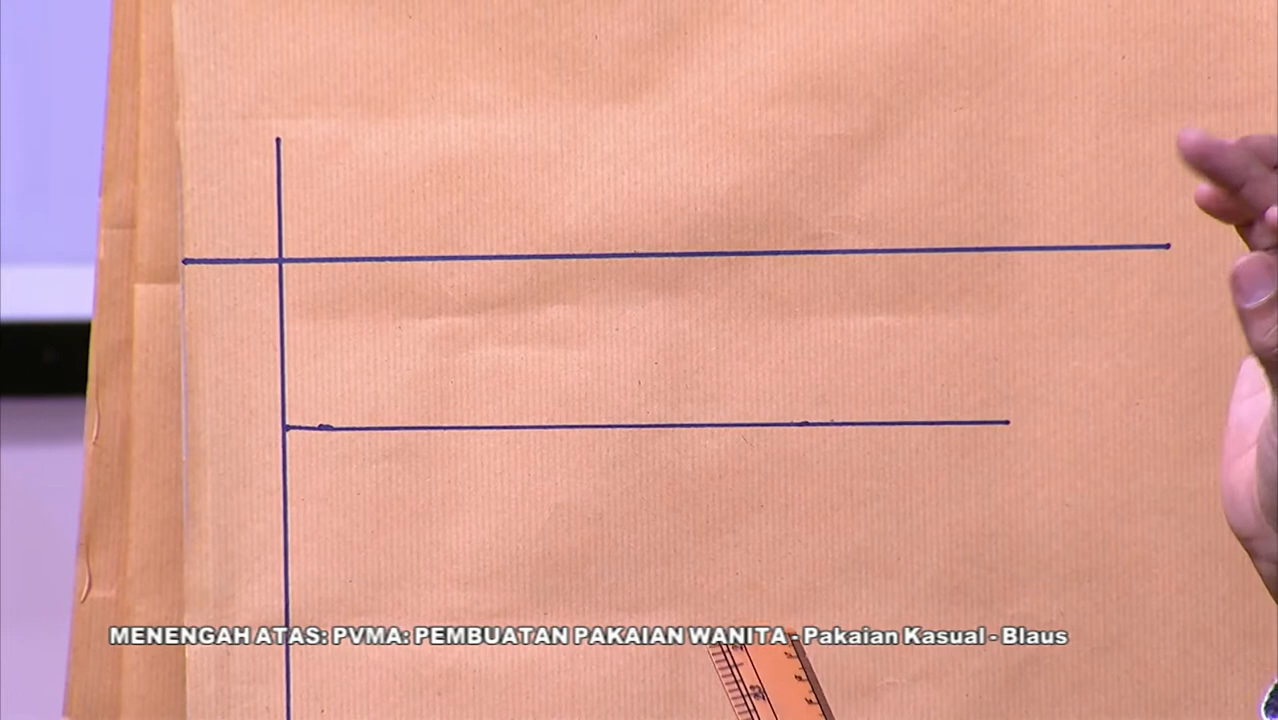 MENENGAH ATAS: PVMA: PEMBUATAN PAKAIAN WANITA - Pakaian Kasual - Blaus